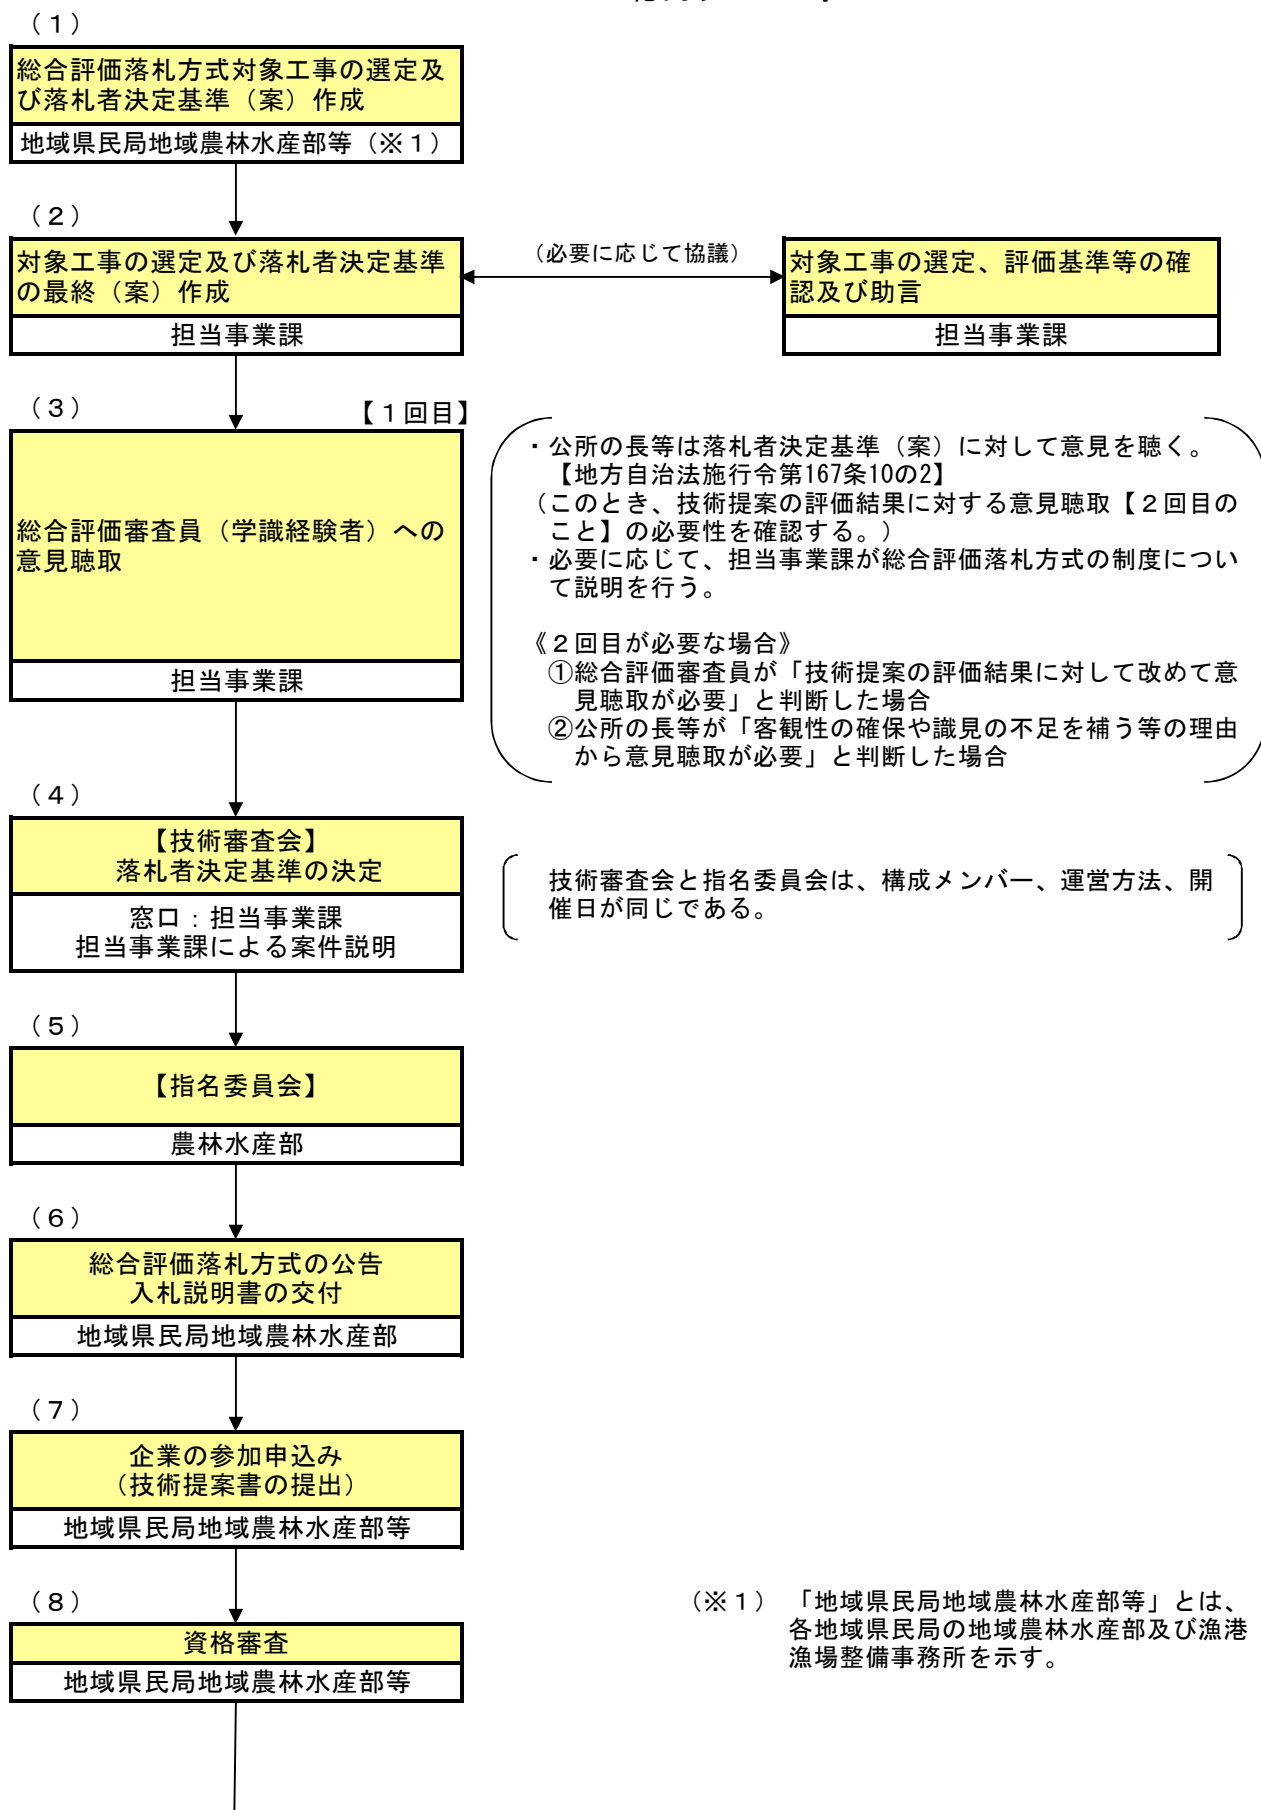 （１）
総合評価落札方式対象工事の選定及
び落札者決定基準（案）作成
地域県民局地域農林水産部等（※１）
（２）
対象工事の選定及び落札者決定基準
の最終（案）作成
担当事業課
（必要に応じて協議）
対象工事の選定、評価基準等の確
認及び助言
担当事業課
（３）
【１回目】
総合評価審査員（学識経験者）への
意見聴取
担当事業課
・公所の長等は落札者決定基準（案）に対して意見を聴く。
【地方自治法施行令第167条10の2】
（このとき、技術提案の評価結果に対する意見聴取【２回目の
こと】の必要性を確認する。）
・必要に応じて、担当事業課が総合評価落札方式の制度につい
て説明を行う。
《２回目が必要な場合》
①総合評価審査員が「技術提案の評価結果に対して改めて意
見聴取が必要」と判断した場合
②公所の長等が「客観性の確保や識見の不足を補う等の理由
から意見聴取が必要」と判断した場合
（４）
【技術審査会】
落札者決定基準の決定
窓口：担当事業課
担当事業課による案件説明
技術審査会と指名委員会は、構成メンバー、運営方法、開
催日が同じである。
（５）
【指名委員会】
農林水産部
（６）
総合評価落札方式の公告
入札説明書の交付
地域県民局地域農林水産部
（７）
企業の参加申込み
（技術提案書の提出）
地域県民局地域農林水産部等
（８）
資格審査
地域県民局地域農林水産部等
（※１）　「地域県民局地域農林水産部等」とは、
各地域県民局の地域農林水産部及び漁港
漁場整備事務所を示す。